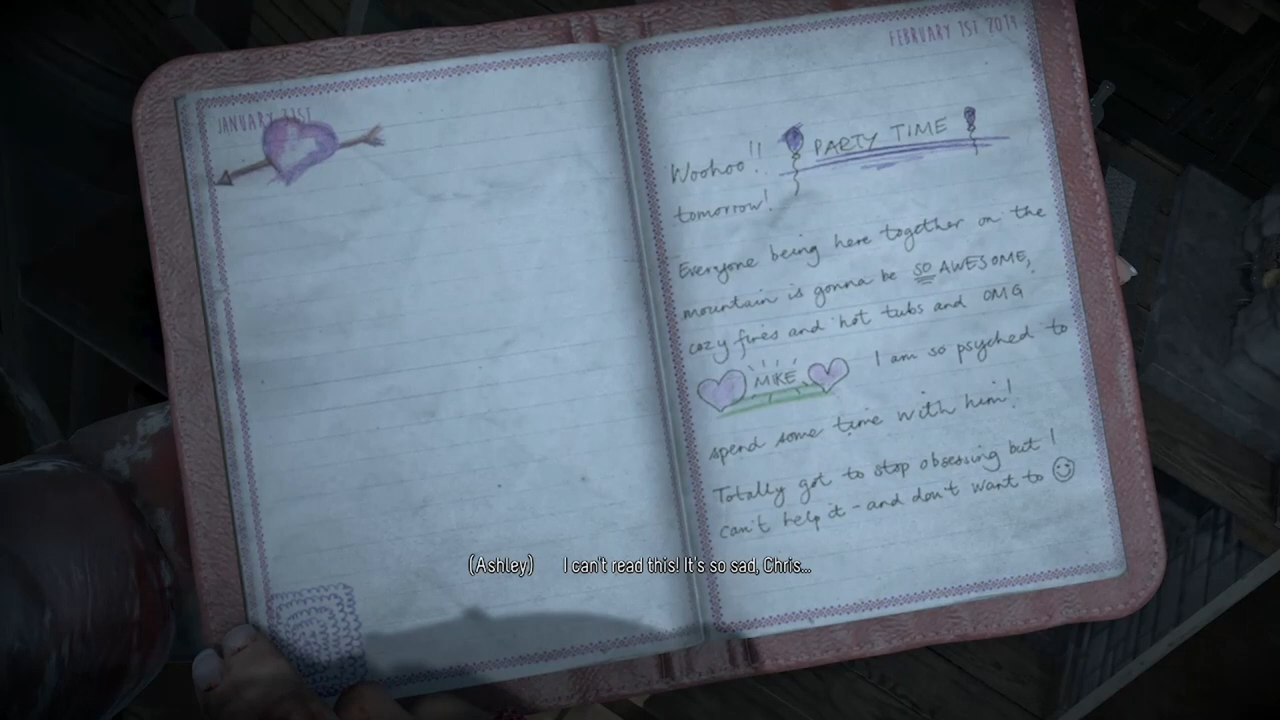 JANUARY 31ST
FEBRUARY 1ST 2014
Woohoo!! PARTY TIME
tomorrow!
Everyone being here together on the
mountain is gonna be SO AWESOME,
cozy fires and hot tubs and OMG
MIKE I am so psyched to
spend some time with him!
Totally got to stop obsessing but I
can't help it - and don't want to
(Ashley) I can't read this! It's so sad, Chris...